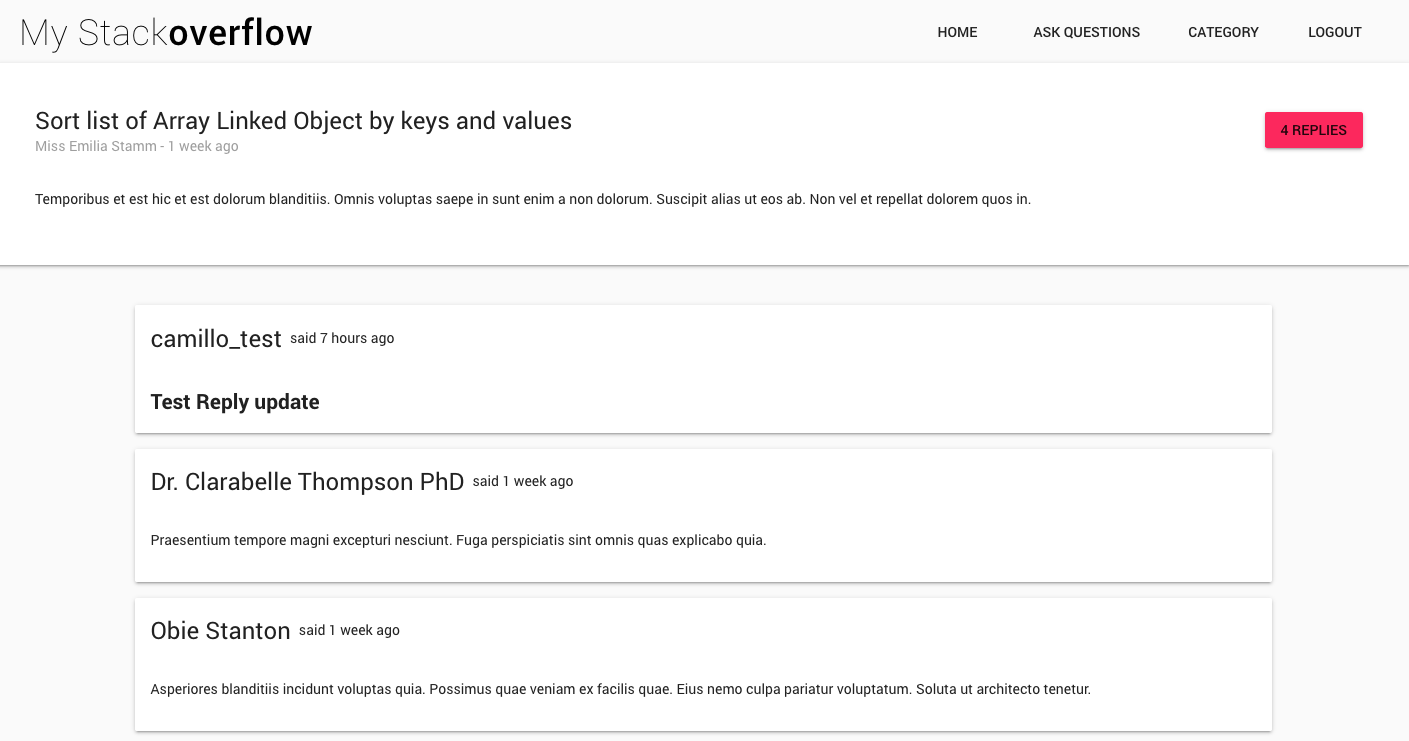 My Stackoverflow HOME ASK QUESTIONS CATEGORY LOGOUT
Sort list of Array Linked Object by keys and values
4 REPLIES
Miss Emilia Stamm - 1 week ago
Temporibus et est hic et est dolorum blanditiis. Omnis voluptas saepe in sunt enim a non dolorum. Suscipit alias ut eos ab. Non vel et repellat dolorem quos in.
camillo_test said 7 hours ago
Test Reply update
Dr. Clarabelle Thompson PhD said 1 week ago
Praesentium tempore magni excepturi nesciunt. Fuga perspiciatis sint omnis quas explicabo quia.
Obie Stanton said 1 week ago
Asperiores blanditiis incidunt voluptas quia. Possimus quae veniam ex facilis quae. Eius nemo culpa pariatur voluptatum. Soluta ut architecto tenetur.